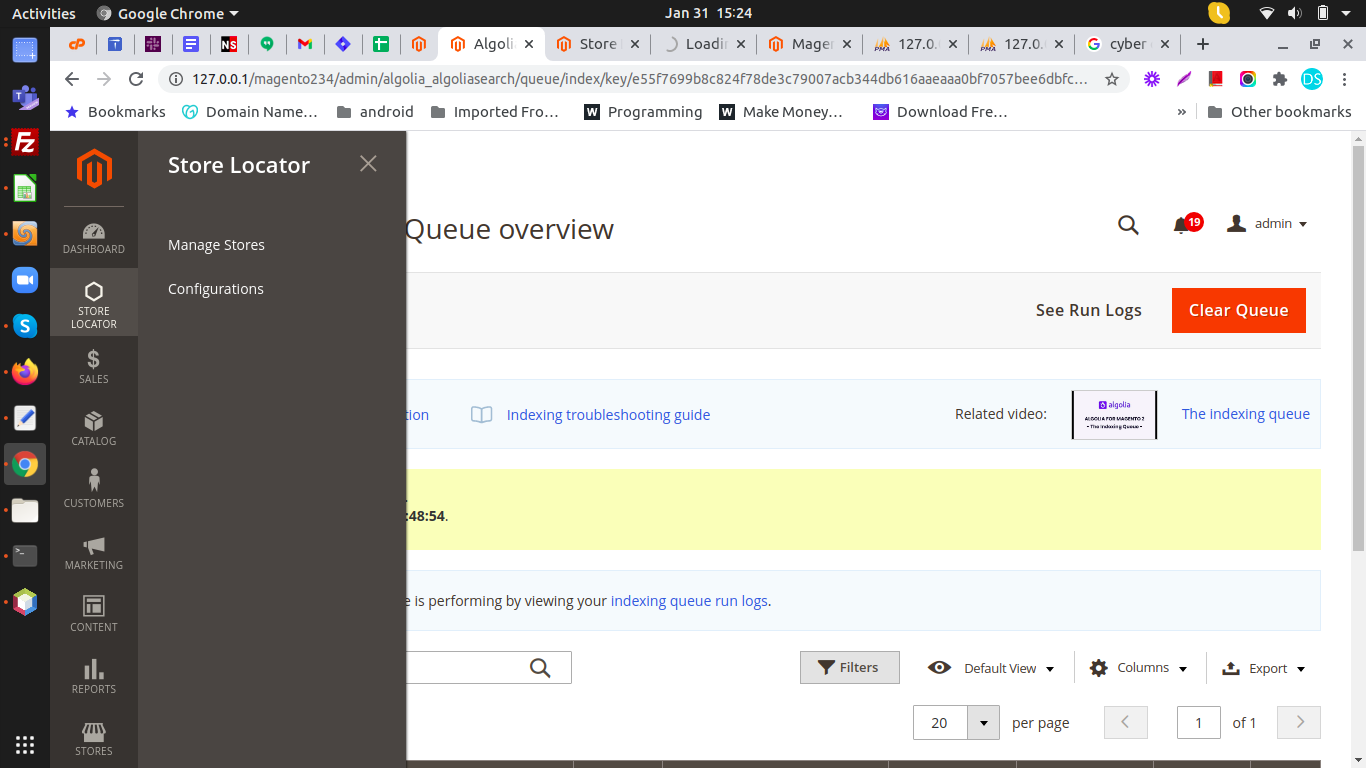 Activities Google Chrome Jan 31 15:24
Algoli Store Loadin Magen 127.0. 127.0. cyber
127.0.0.1/magento234/admin/algolia_algoliasearch/queue/index/key/e55f7699b8c824f78de3c79007acb344db616aaeaaa0bf7057bee6dbfc…
Bookmarks Domain Name… android Imported Fro… Programming Make Money… Download Fre… » Other bookmarks
Store Locator
Manage Stores
Configurations
DASHBOARD
STORE
LOCATOR
SALES
CATALOG
CUSTOMERS
MARKETING
CONTENT
REPORTS
STORES
Queue overview
19
admin
See Run Logs Clear Queue
tion Indexing troubleshooting guide Related video: The indexing queue
algolia
ALGOLIA FOR MAGENTO 2
- The Indexing Queue -
:48:54.
e is performing by viewing your indexing queue run logs.
Filters Default View Columns Export
20 per page 1 of 1